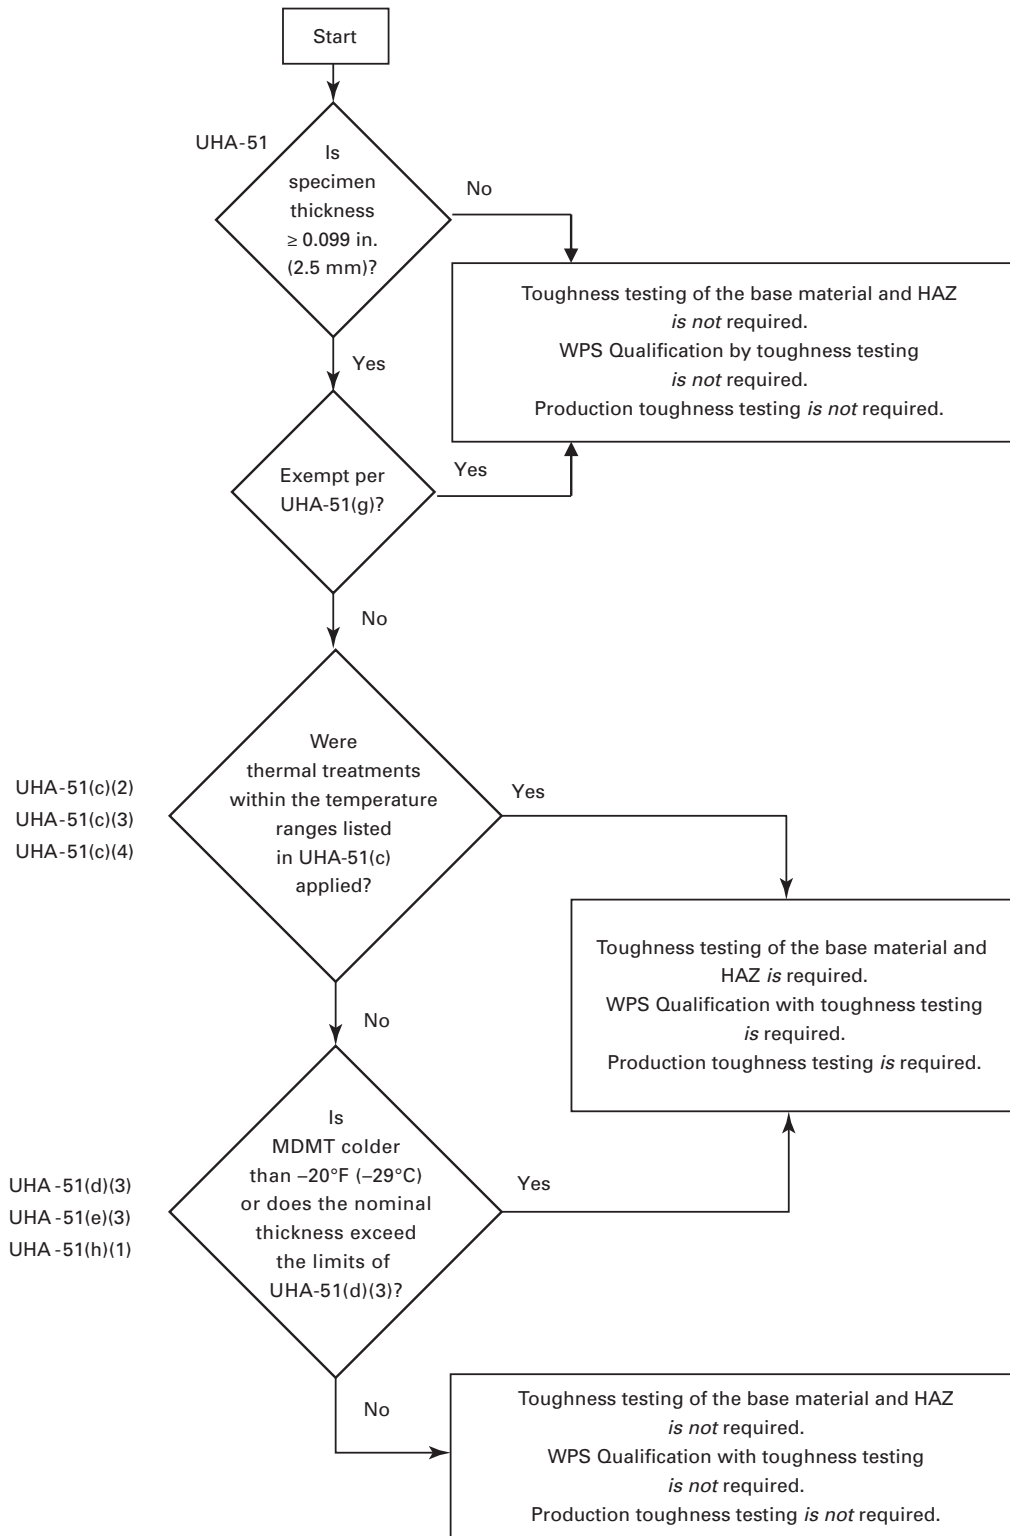 Start
UHA-51
Is
specimen
thickness
≥ 0.099 in.
(2.5 mm)?
No
Toughness testing of the base material and HAZ
is not required.
WPS Qualification by toughness testing
is not required.
Production toughness testing is not required.
Yes
Exempt per
UHA-51(g)?
Yes
No
Were
thermal treatments
within the temperature
ranges listed
in UHA-51(c)
applied?
UHA-51(c)(2)
UHA-51(c)(3)
UHA-51(c)(4)
Yes
Toughness testing of the base material and
HAZ is required.
WPS Qualification with toughness testing
is required.
Production toughness testing is required.
No
Is
MDMT colder
than –20°F (–29°C)
or does the nominal
thickness exceed
the limits of
UHA-51(d)(3)?
UHA-51(d)(3)
UHA-51(e)(3)
UHA-51(h)(1)
Yes
No
Toughness testing of the base material and HAZ
is not required.
WPS Qualification with toughness testing
is not required.
Production toughness testing is not required.